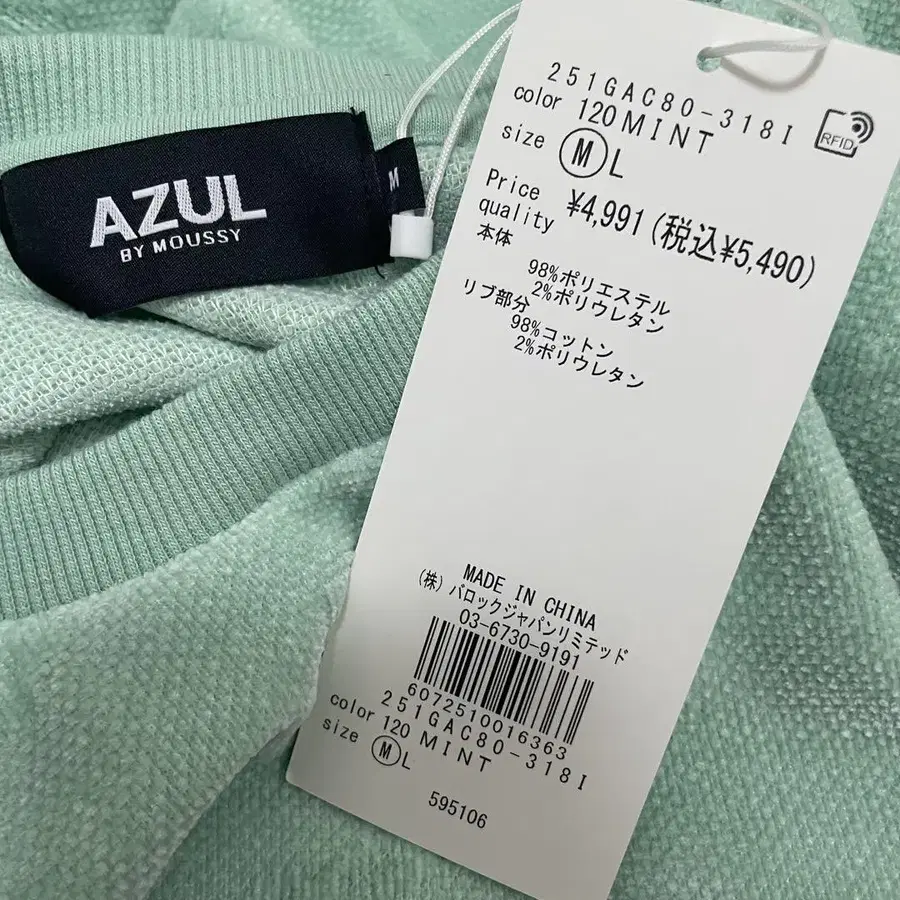 AZUL
BY MOUSSY
M
251GAC80-318I
color 120 MINT
size M L
RFID
Price ¥4,991 (税込¥5,490)
quality
本体
98%ポリエステル
2%ポリウレタン
リブ部分
98%コットン
2%ポリウレタン
MADE IN CHINA
(株) バロックジャパンリミテッド
03-6730-9191
6072510016363
251GAC80-318I
color 120 MINT
size M L
595106